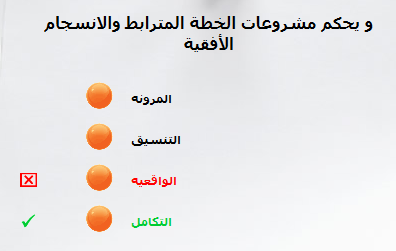 و يحكم مشروعات الخطة المترابط والانسجام
الأفقية
المرونه
التنسيق
الواقعيه
التكامل